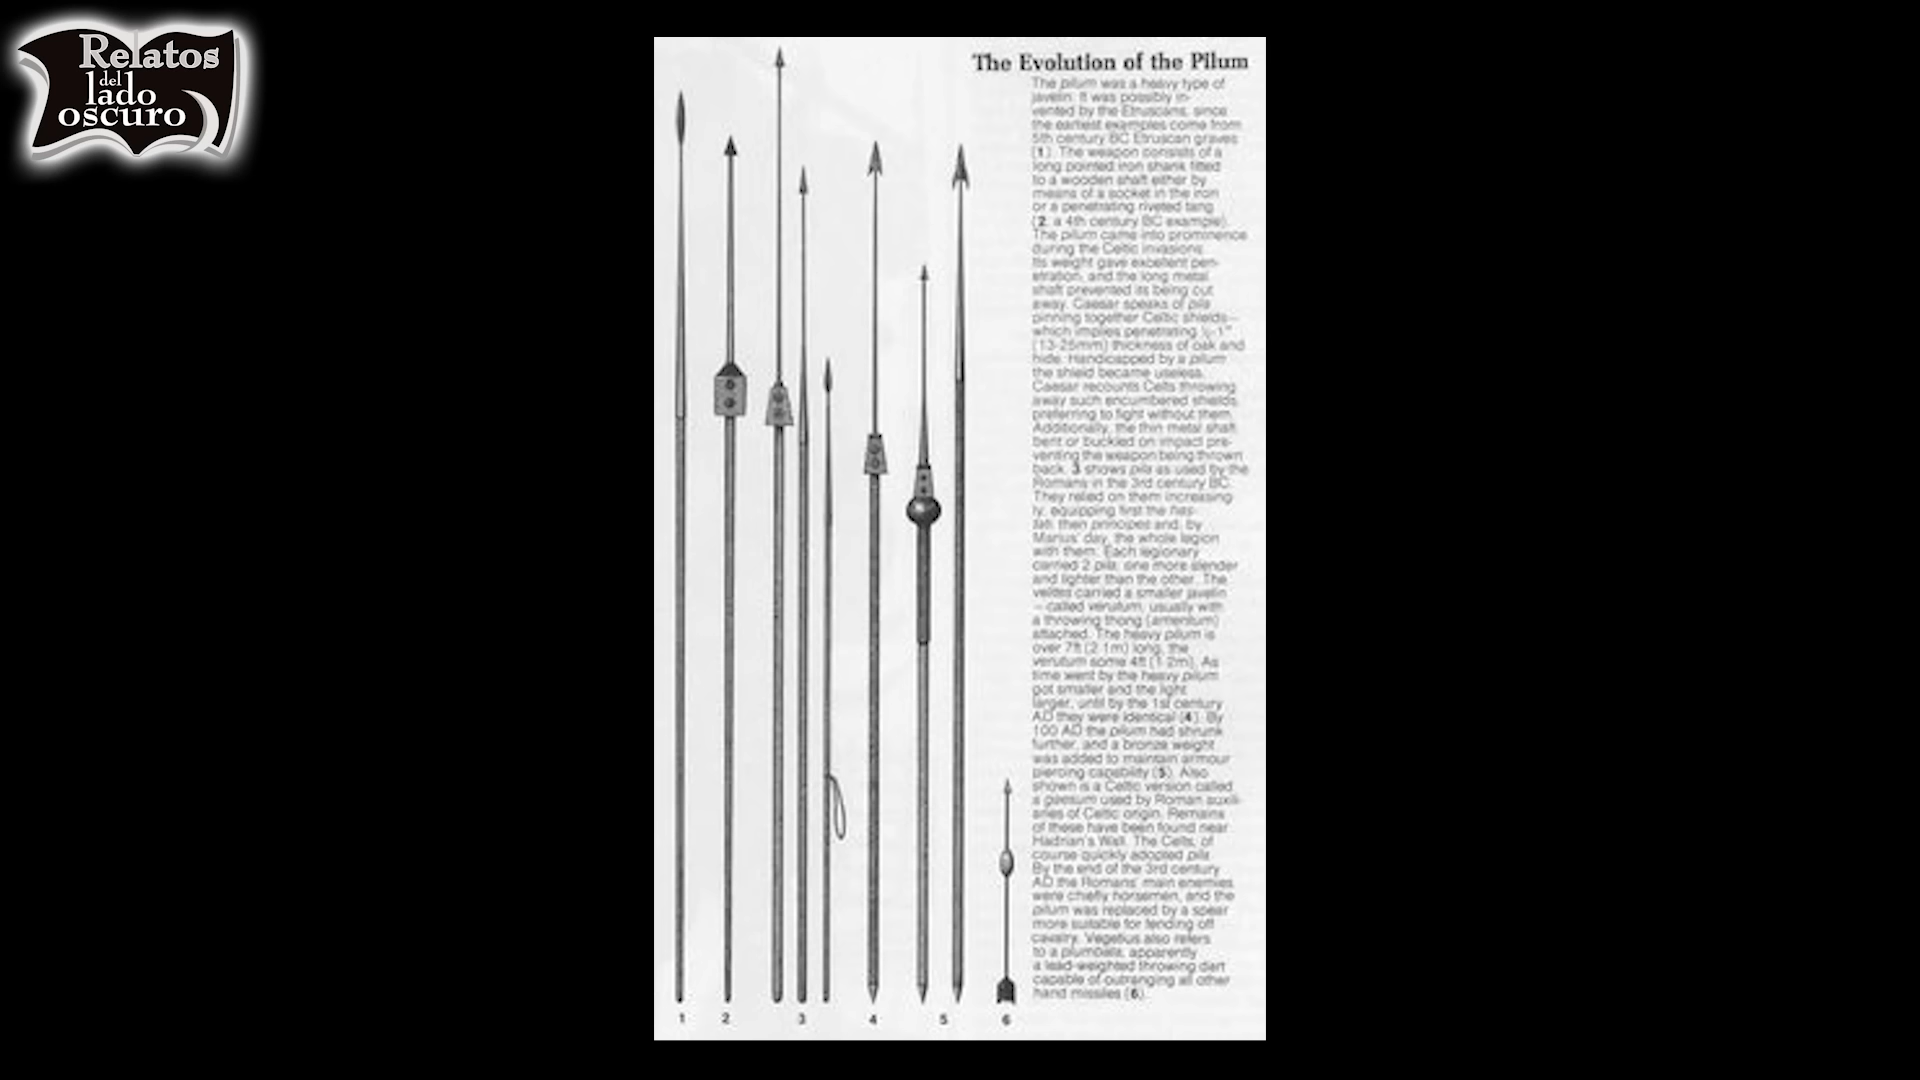 Relatos
del
lado
oscuro
The Evolution of the Pilum
The pilum was a heavy type of
javelin. It was possibly in-
vented by the Etruscans, since
the earliest examples come from
5th century BC Etruscan graves
(1). The weapon consists of a
long pointed iron shank fitted
to a wooden shaft either by
means of a socket in the iron
or a penetrating riveted tang
(2, a 4th century BC example).
The pilum came into prominence
during the Celtic invasions.
Its weight gave excellent pen-
etration, and the long metal
shaft prevented its being cut
away. Caesar speaks of pila
pinning together Celtic shields—
which implies penetrating ½-1"
(13-25mm) thickness of oak and
hide. Handicapped by a pilum
the shield became useless.
Caesar recounts Celts throwing
away such encumbered shields,
preferring to fight without them.
Additionally, the thin metal shaft
bent or buckled on impact pre-
venting the weapon being thrown
back. 3 shows pila as used by the
Romans in the 3rd century BC.
They relied on them increasing
ly, equipping first the has-
tati, then principes and, by
Marius' day, the whole legion
with them. Each legionary
carried 2 pila, one more slender
and lighter than the other. The
velites carried a smaller javelin
– called verutum, usually with
a throwing thong (amentum)
attached. The heavy pilum is
over 7ft (2.1m) long, the
verutum some 4ft (1.2m). As
time went by the heavy pilum
got smaller and the light
larger, until by the 1st century
AD they were identical (4). By
100 AD the pilum had shrunk
further, and a bronze weight
was added to maintain armour
piercing capability (5). Also
shown is a Celtic version called
a gaesum used by Roman auxili-
aries of Celtic origin. Remains
of these have been found near
Hadrian's Wall. The Celts, of
course quickly adopted pila.
By the end of the 3rd century
AD the Romans' main enemies
were chiefly horsemen, and the
pilum was replaced by a spear
more suitable for fending off
cavalry. Vegetius also refers
to a plumbata, apparently
a lead-weighted throwing dart
capable of outranging all other
hand missiles (6).
1 2 3 4 5 6